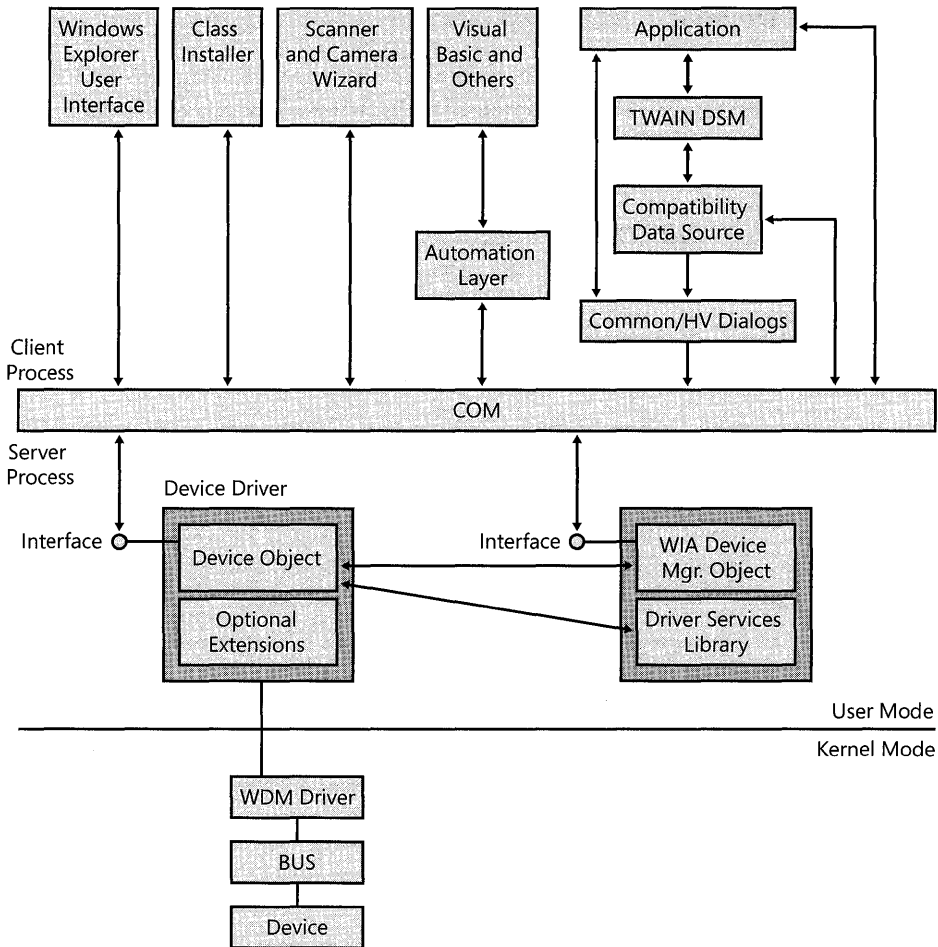 Windows
Explorer
User
Interface
Class
Installer
Scanner
and Camera
Wizard
Visual
Basic and
Others
Application
TWAIN DSM
Compatibility
Data Source
Automation
Layer
Common/HV Dialogs
Client
Process
COM
Server
Process
Device Driver
Interface
Device Object
Optional
Extensions
Interface
WIA Device
Mgr. Object
Driver Services
Library
User Mode
Kernel Mode
WDM Driver
BUS
Device